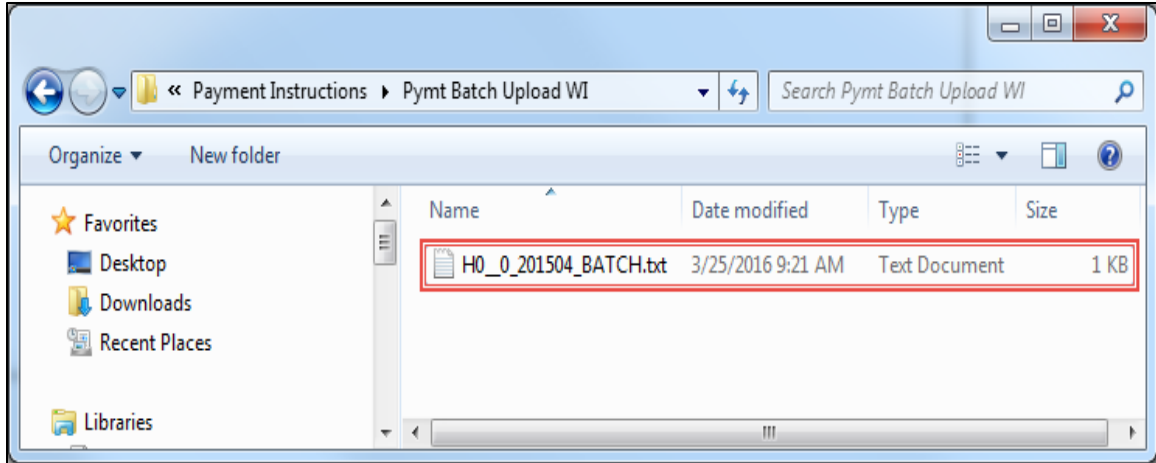 « Payment Instructions ▸ Pymt Batch Upload WI
Search Pymt Batch Upload WI
Organize ▾ New folder
Name Date modified Type Size
Favorites
Desktop
Downloads
Recent Places
Libraries
H0__0_201504_BATCH.txt 3/25/2016 9:21 AM Text Document 1 KB